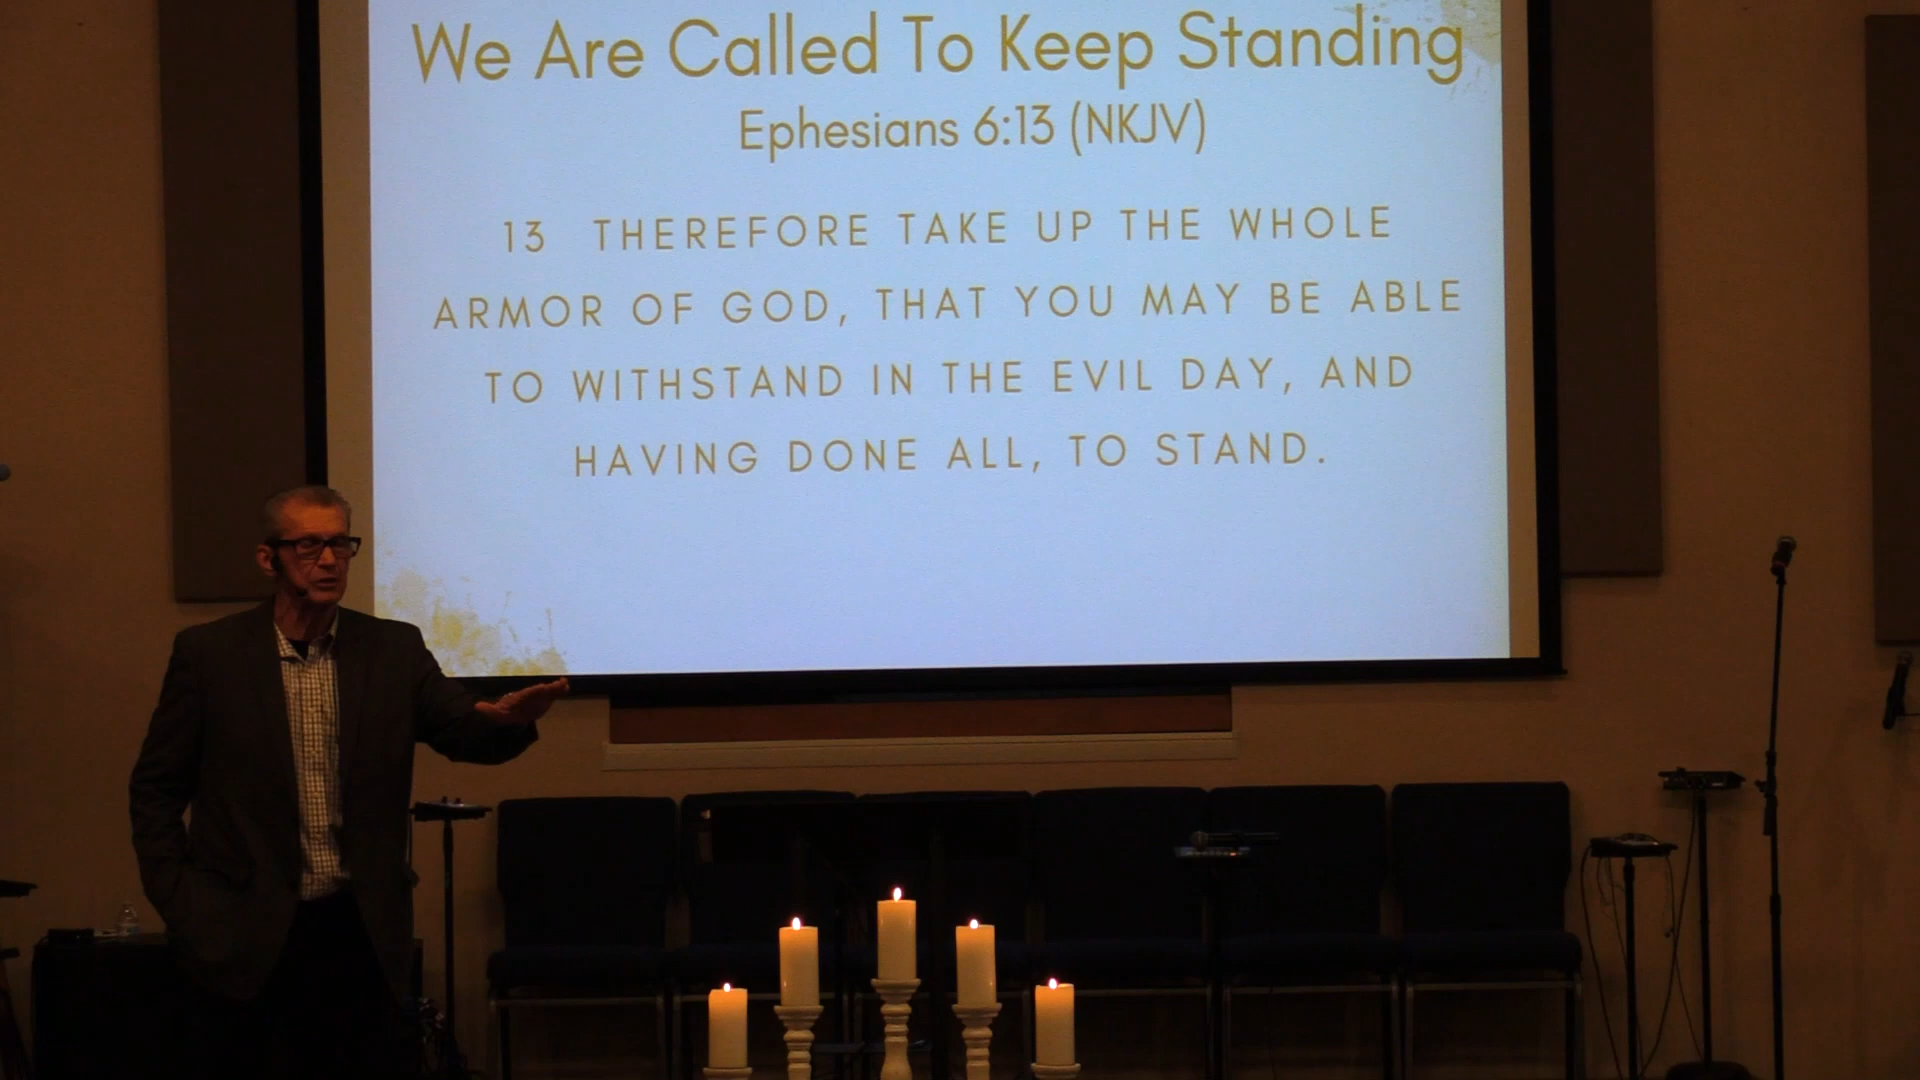 We Are Called To Keep Standing
Ephesians 6:13 (NKJV)
13 THEREFORE TAKE UP THE WHOLE
ARMOR OF GOD, THAT YOU MAY BE ABLE
TO WITHSTAND IN THE EVIL DAY, AND
HAVING DONE ALL, TO STAND.